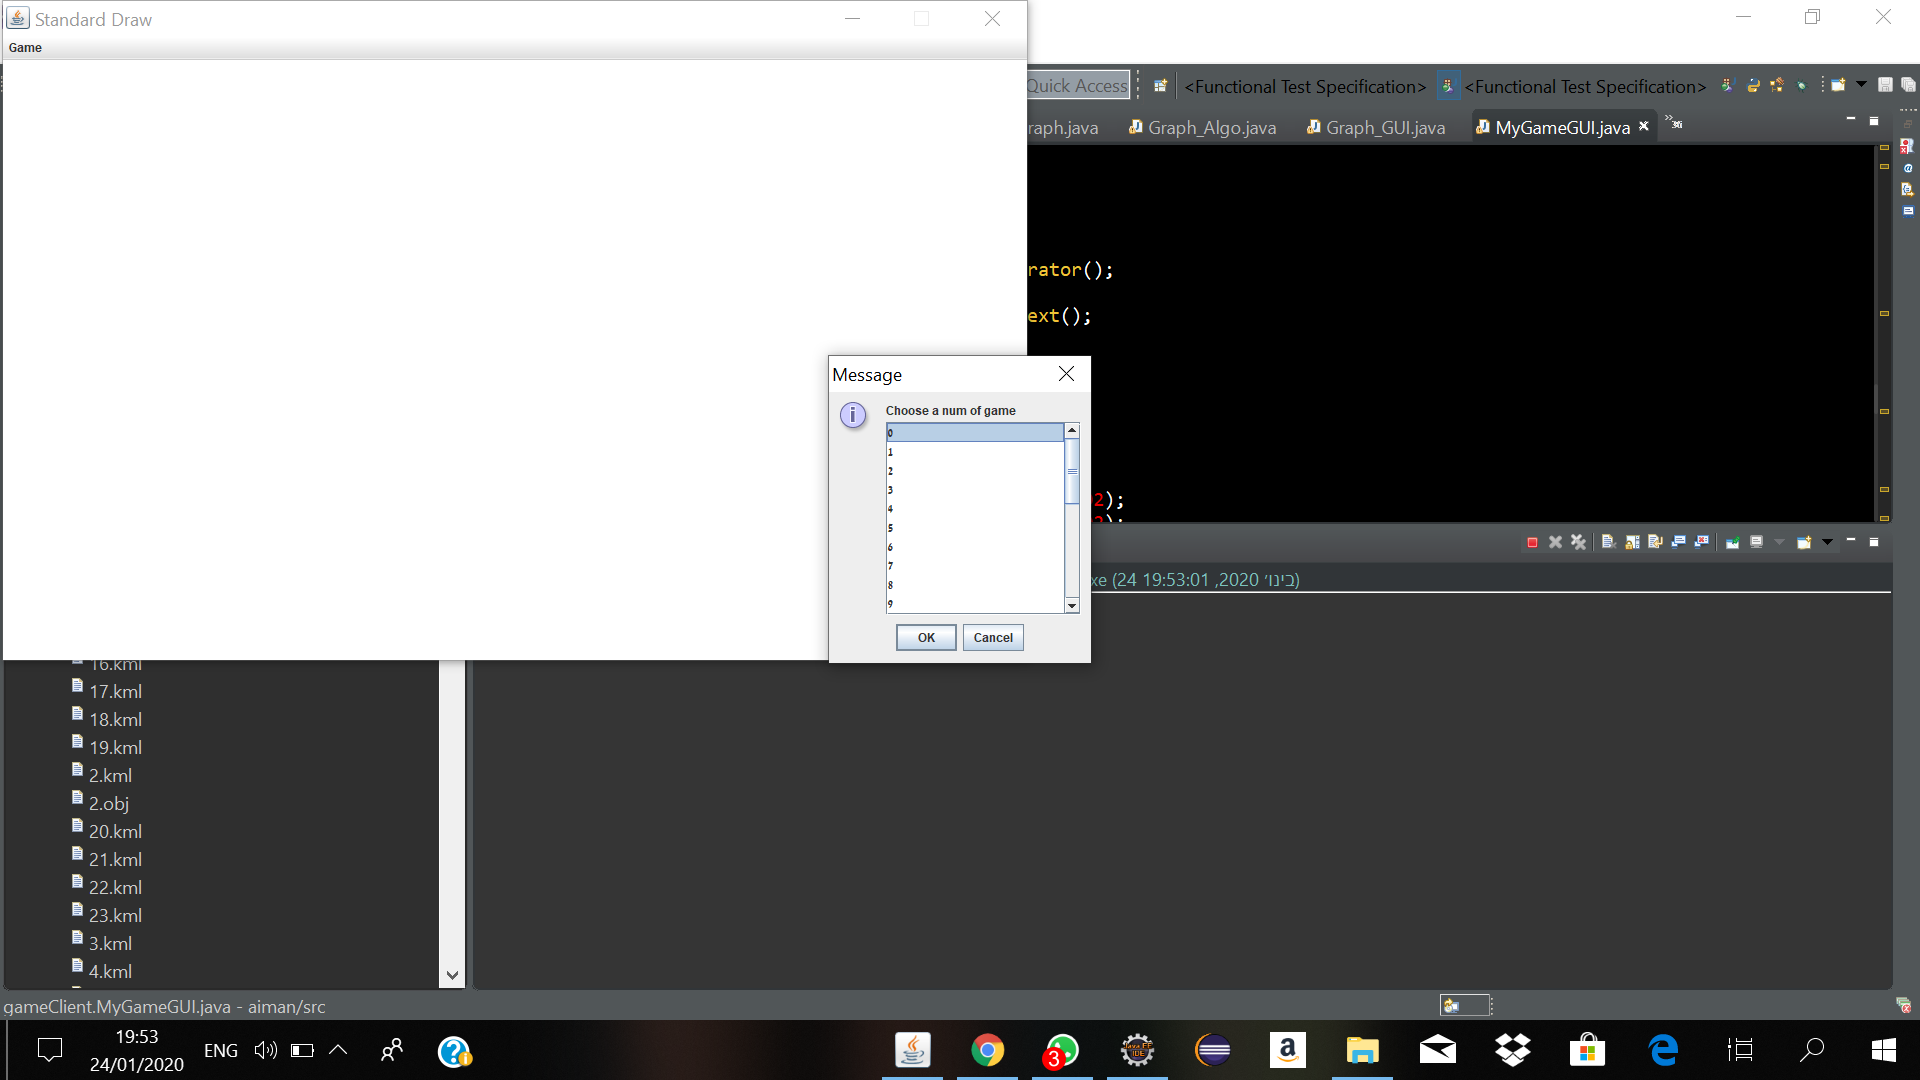 Standard Draw
Game
Quick Access
<Functional Test Specification>
<Functional Test Specification>
raph.java
Graph_Algo.java
Graph_GUI.java
MyGameGUI.java
rator();
ext();
2);
2);
Message
Choose a num of game
0
1
2
3
4
5
6
7
8
9
OK
Cancel
xe (24 בינו׳ 2020, 19:53:01)
16.kml
17.kml
18.kml
19.kml
2.kml
2.obj
20.kml
21.kml
22.kml
23.kml
3.kml
4.kml
gameClient.MyGameGUI.java - aiman/src
19:53
24/01/2020
ENG
3